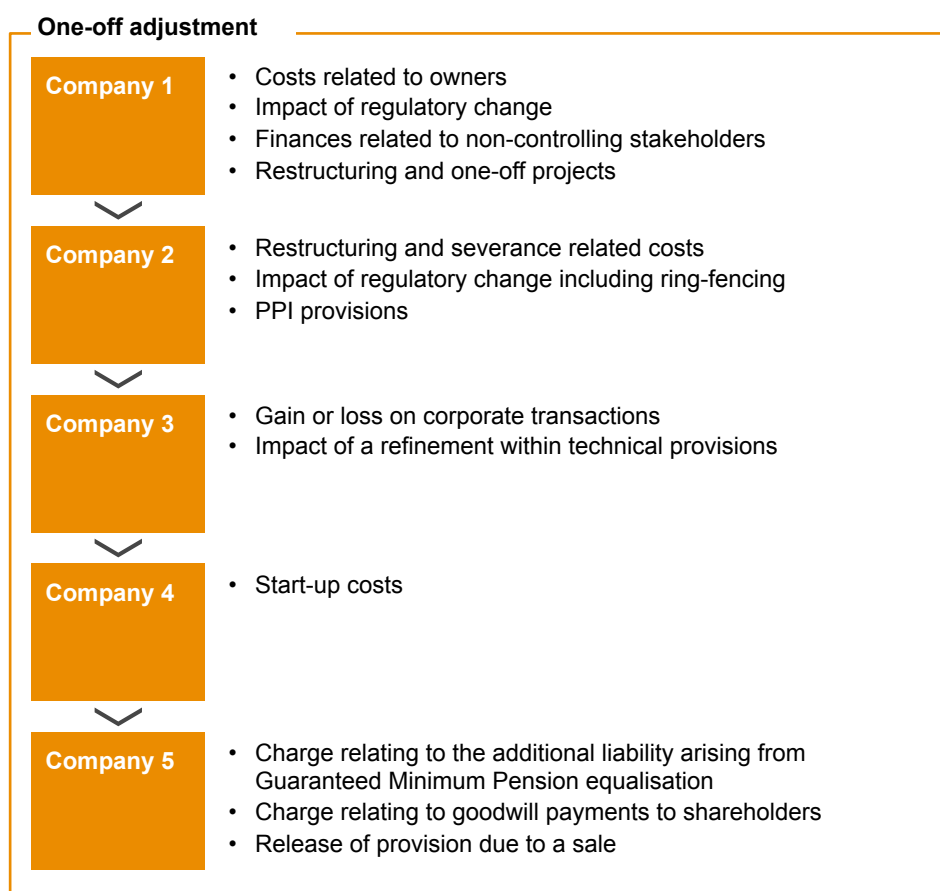 One-off adjustment
Company 1
• Costs related to owners
• Impact of regulatory change
• Finances related to non-controlling stakeholders
• Restructuring and one-off projects
Company 2
• Restructuring and severance related costs
• Impact of regulatory change including ring-fencing
• PPI provisions
Company 3
• Gain or loss on corporate transactions
• Impact of a refinement within technical provisions
Company 4
• Start-up costs
Company 5
• Charge relating to the additional liability arising from
Guaranteed Minimum Pension equalisation
• Charge relating to goodwill payments to shareholders
• Release of provision due to a sale